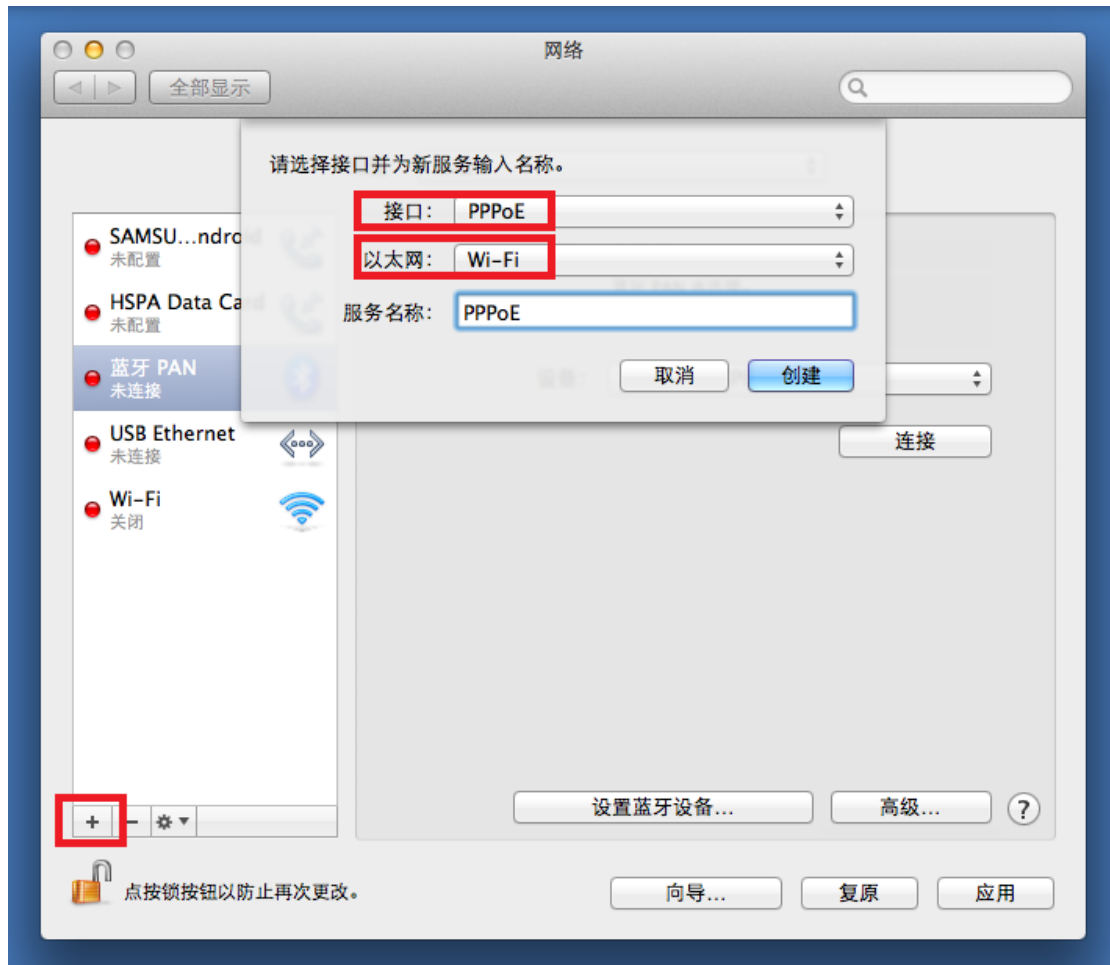 网络
全部显示
请选择接口并为新服务输入名称。
接口: PPPoE
以太网: Wi-Fi
服务名称: PPPoE
取消 创建
SAMSU...ndroid
未配置
HSPA Data Card
未配置
蓝牙 PAN
未连接
USB Ethernet
未连接
Wi-Fi
关闭
连接
设置蓝牙设备... 高级... ?
点按锁按钮以防止再次更改。
向导... 复原 应用